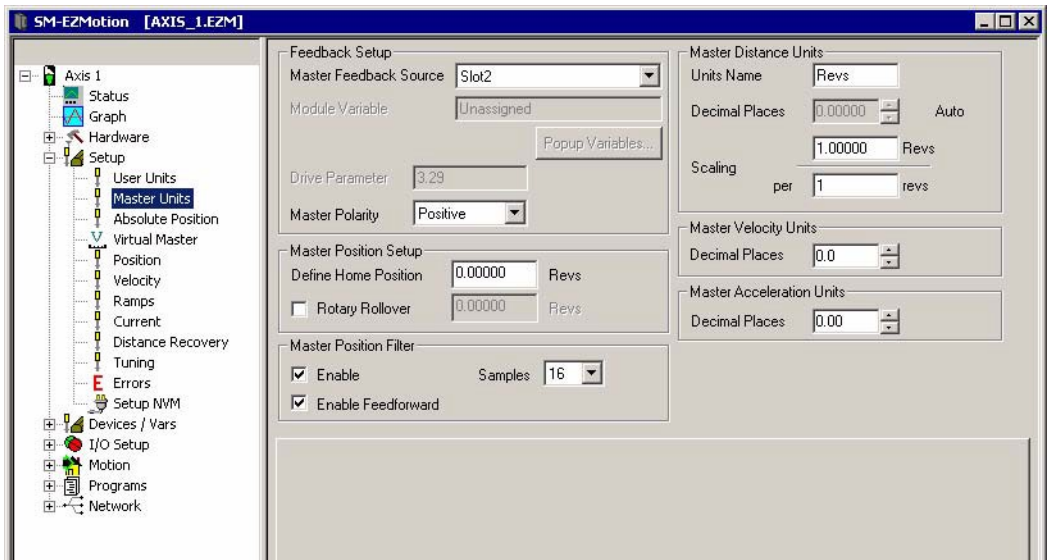 SM-EZMotion [AXIS_1.EZM]
Axis 1
Status
Graph
Hardware
Setup
User Units
Master Units
Absolute Position
Virtual Master
Position
Velocity
Ramps
Current
Distance Recovery
Tuning
E Errors
Setup NVM
Devices / Vars
I/O Setup
Motion
Programs
Network
Feedback Setup
Master Feedback Source Slot2
Module Variable Unassigned
Popup Variables...
Drive Parameter 3.29
Master Polarity Positive
Master Position Setup
Define Home Position 0.00000 Revs
Rotary Rollover 0.00000 Revs
Master Position Filter
Enable Samples 16
Enable Feedforward
Master Distance Units
Units Name Revs
Decimal Places 0.00000 Auto
1.00000 Revs
Scaling
per 1 revs
Master Velocity Units
Decimal Places 0.0
Master Acceleration Units
Decimal Places 0.00